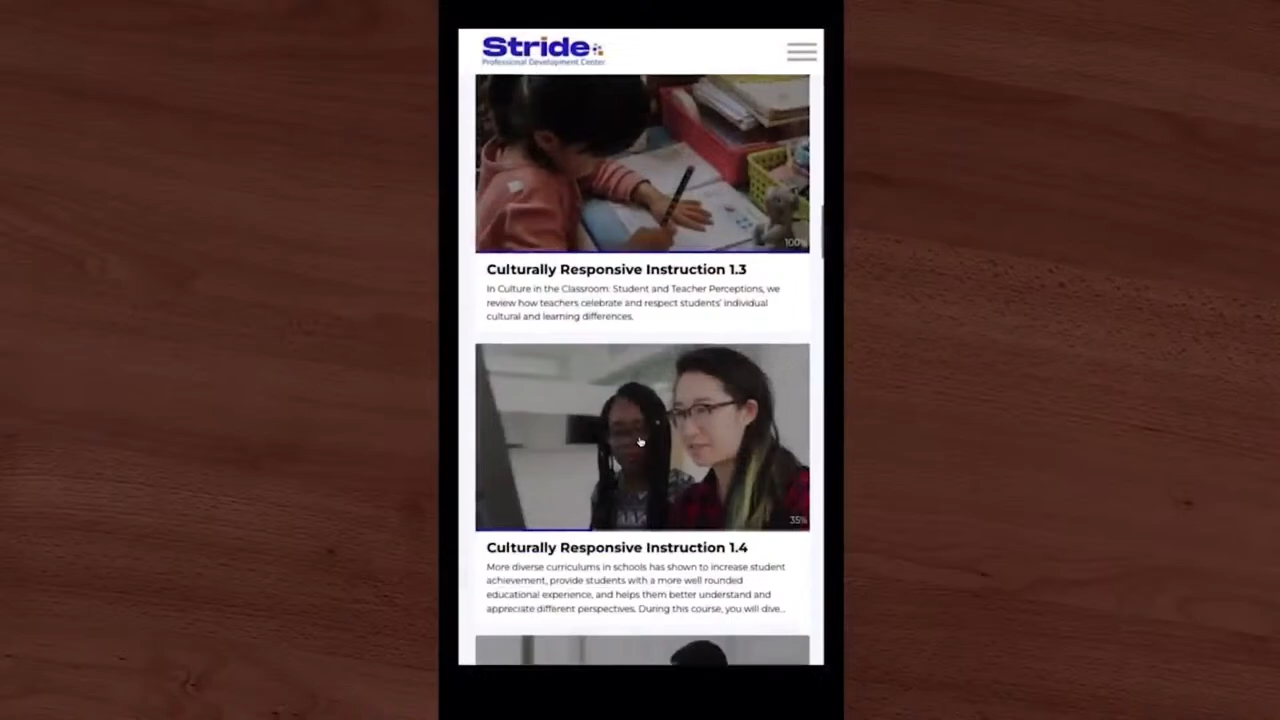 Stride
Professional Development Center
100%
Culturally Responsive Instruction 1.3
In Culture in the Classroom: Student and Teacher Perceptions, we
review how teachers celebrate and respect students' individual
cultural and learning differences.
35%
Culturally Responsive Instruction 1.4
More diverse curriculums in schools has shown to increase student
achievement, provide students with a more well rounded
educational experience, and helps them better understand and
appreciate different perspectives. During this course, you will dive...